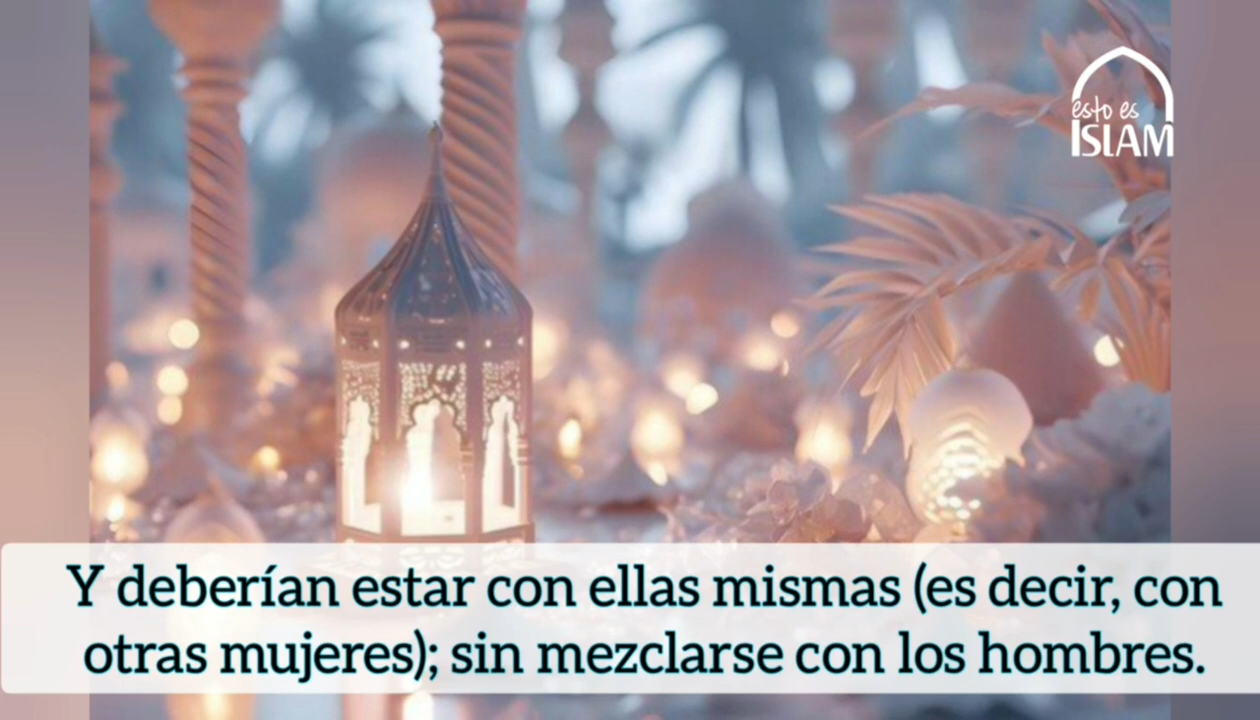 esto es
ISLAM
Y deberían estar con ellas mismas (es decir, con
otras mujeres); sin mezclarse con los hombres.